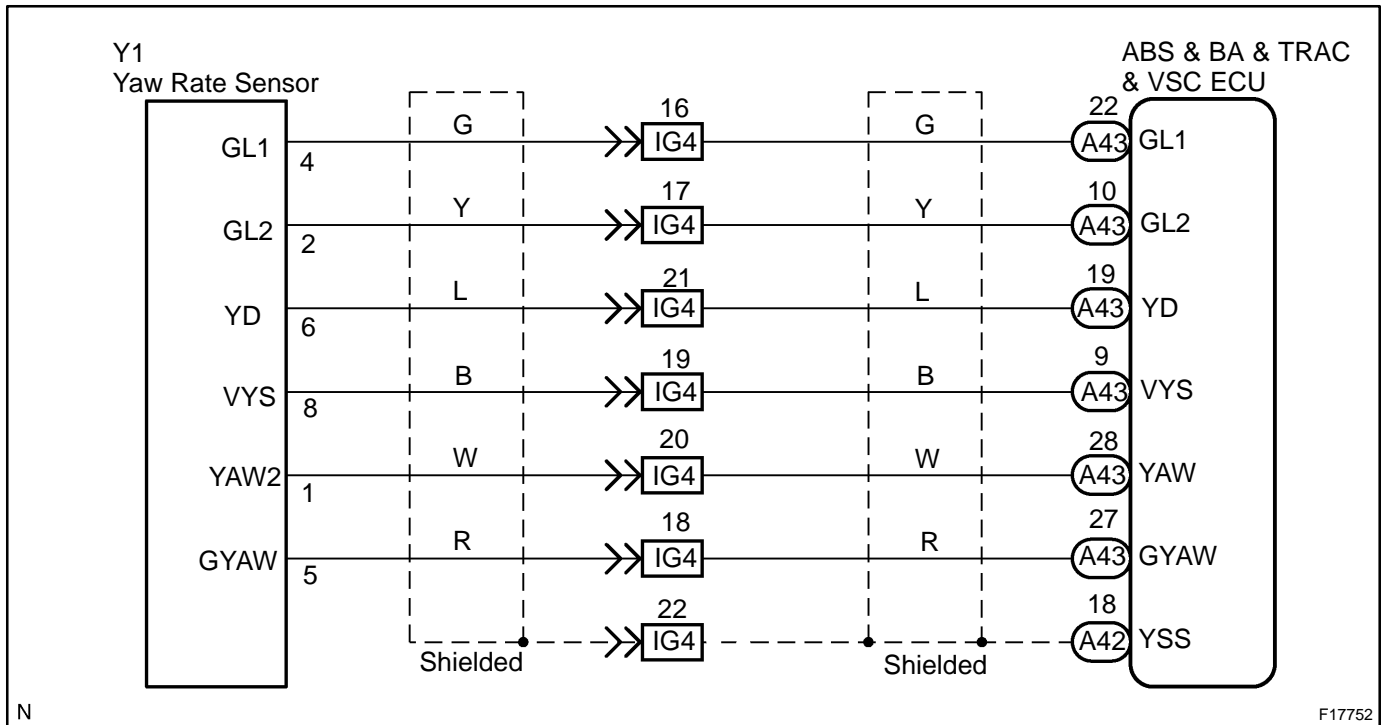 Y1
Yaw Rate Sensor
ABS & BA & TRAC
& VSC ECU
GL1 4 G 16 IG4 G 22 A43 GL1
GL2 2 Y 17 IG4 Y 10 A43 GL2
YD 6 L 21 IG4 L 19 A43 YD
VYS 8 B 19 IG4 B 9 A43 VYS
YAW2 1 W 20 IG4 W 28 A43 YAW
GYAW 5 R 18 IG4 R 27 A43 GYAW
22 IG4 18 A42 YSS
Shielded Shielded
N F17752